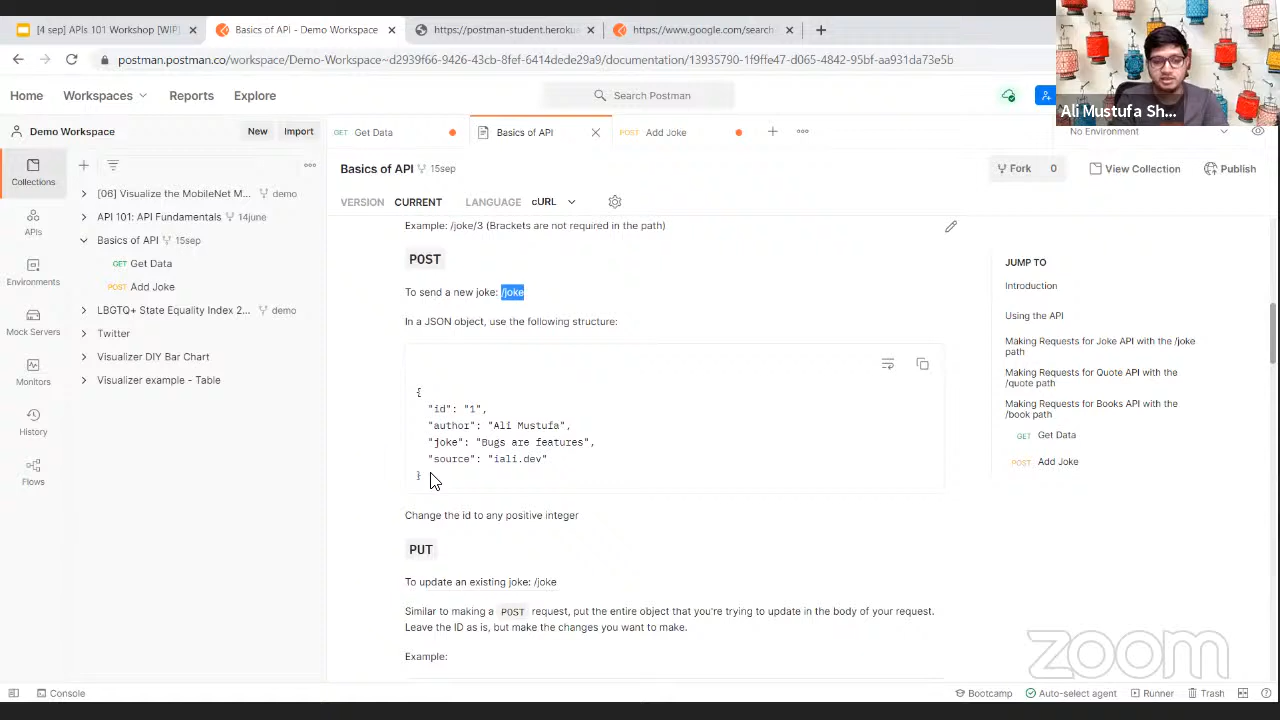 [4 sep] APIs 101 Workshop [WIP]
Basics of API - Demo Workspace
http://postman-student.heroku
https://www.google.com/search
postman.postman.co/workspace/Demo-Workspace~d2939f66-942b-43cb-8fef-6414dede29a9/documentation/13935790-1f9ffe47-d065-4842-95bf-aa931da73e5b
Home Workspaces Reports Explore Search Postman
Ali Mustufa Sh...
Demo Workspace New Import
GET Get Data Basics of API POST Add Joke No Environment
Collections
APIs
Environments
Mock Servers
Monitors
History
Flows
[06] Visualize the MobileNet M... demo
API 101: API Fundamentals 14june
Basics of API 15sep
GET Get Data
POST Add Joke
LBGTQ+ State Equality Index 2... demo
Twitter
Visualizer DIY Bar Chart
Visualizer example - Table
Basics of API 15sep Fork 0 View Collection Publish
VERSION CURRENT LANGUAGE cURL
Example: /joke/3 (Brackets are not required in the path)
POST
To send a new joke: /joke
In a JSON object, use the following structure:
{
"id": "1",
"author": "Ali Mustufa",
"joke": "Bugs are features",
"source": "iali.dev"
}
Change the id to any positive integer
PUT
To update an existing joke: /joke
Similar to making a POST request, put the entire object that you're trying to update in the body of your request.
Leave the ID as is, but make the changes you want to make.
Example:
JUMP TO
Introduction
Using the API
Making Requests for Joke API with the /joke
path
Making Requests for Quote API with the
/quote path
Making Requests for Books API with the
/book path
GET Get Data
POST Add Joke
zoom
Console Bootcamp Auto-select agent Runner Trash